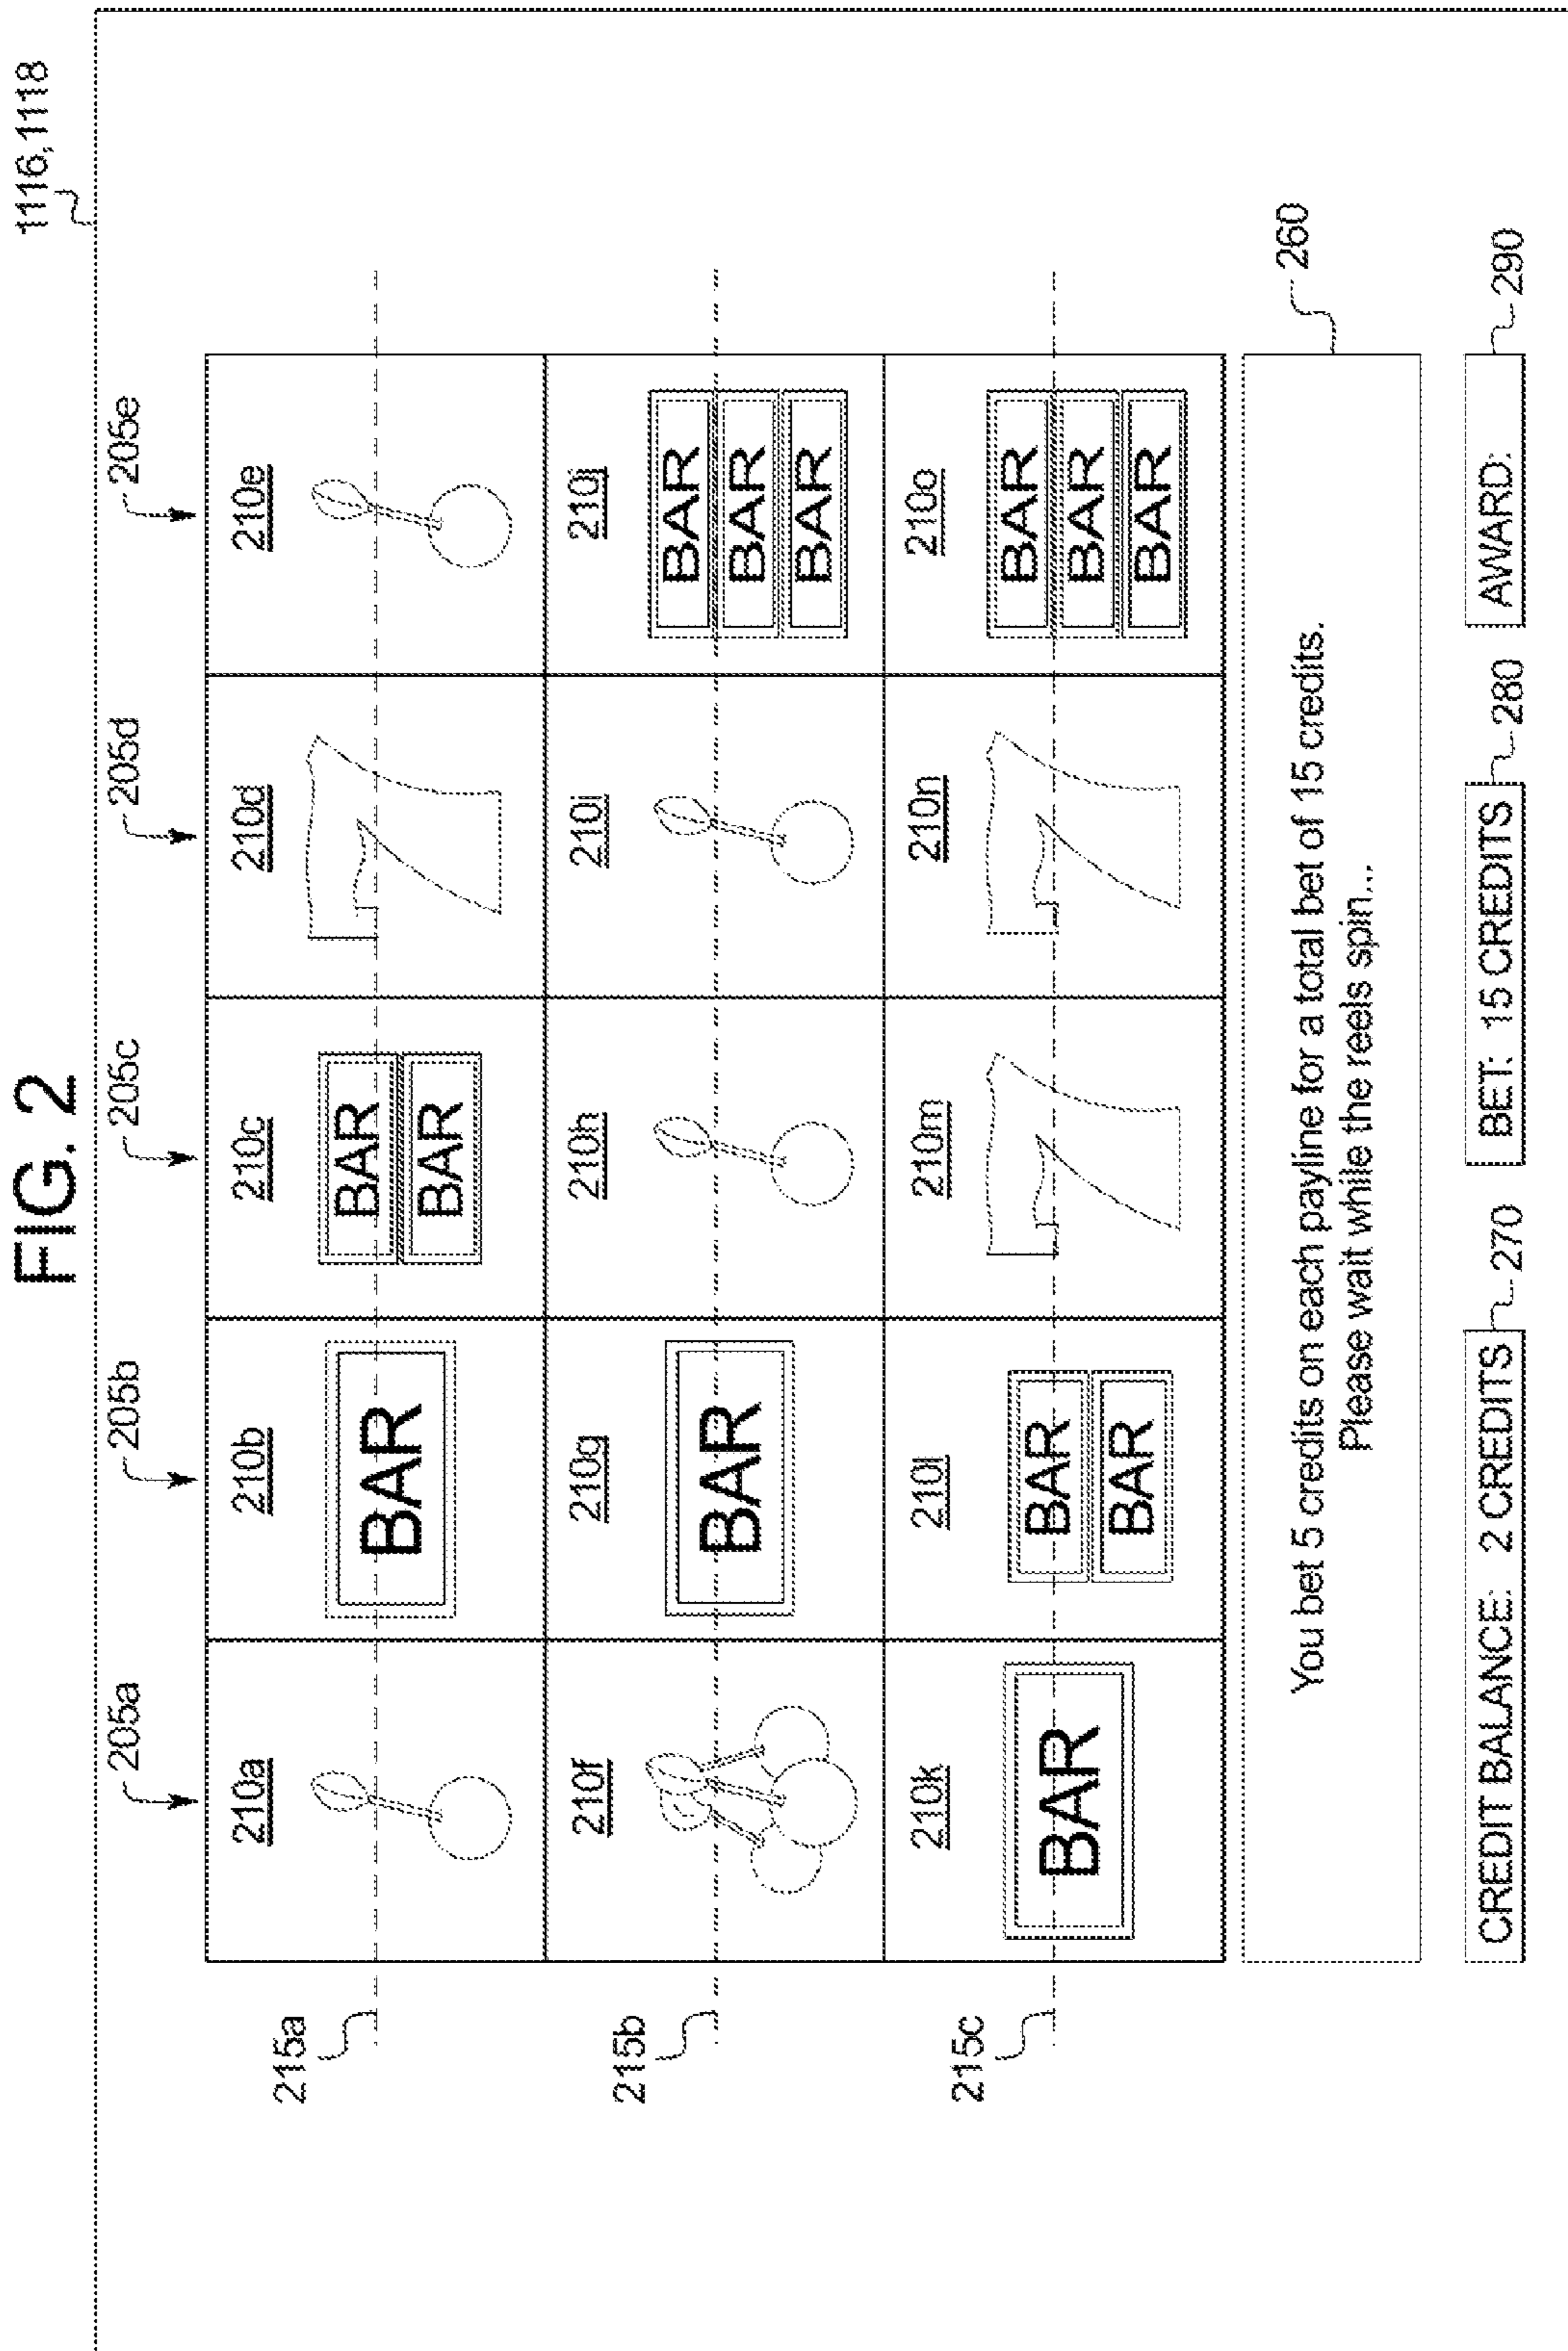 FIG. 2
1116, 1118
205a 205b 205c 205d 205e
215a
210a 210b 210c 210d 210e
BAR
BAR
BAR
215b
210f 210g 210h 210i 210j
BAR
BAR
BAR
BAR
215c
210k 210l 210m 210n 210o
BAR
BAR
BAR
BAR
BAR
BAR
You bet 5 credits on each payline for a total bet of 15 credits.
Please wait while the reels spin...
260
CREDIT BALANCE: 2 CREDITS 270 BET: 15 CREDITS 280 AWARD: 290